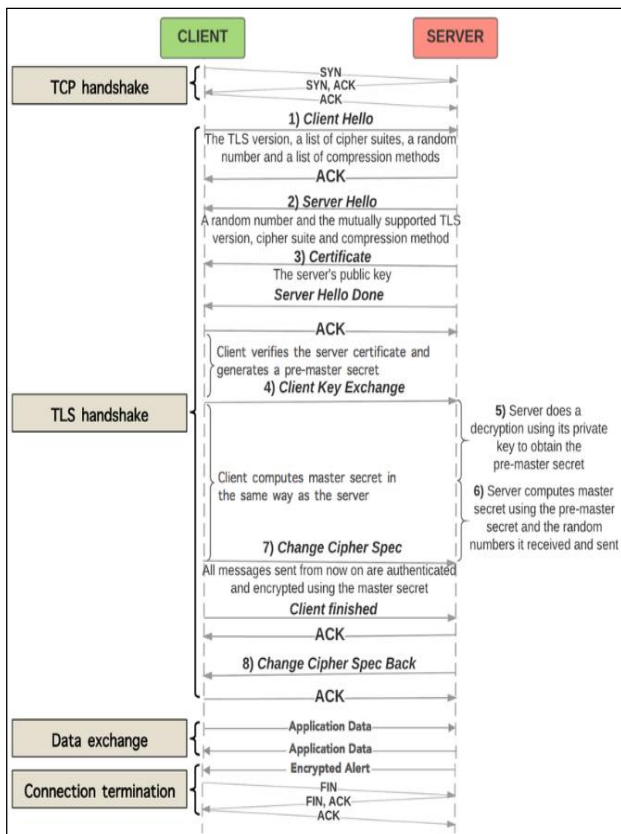 CLIENT
SERVER
TCP handshake
SYN
SYN, ACK
ACK
1) Client Hello
The TLS version, a list of cipher suites, a random
number and a list of compression methods
ACK
2) Server Hello
A random number and the mutually supported TLS
version, cipher suite and compression method
3) Certificate
The server's public key
Server Hello Done
ACK
Client verifies the server certificate and
generates a pre-master secret
4) Client Key Exchange
TLS handshake
5) Server does a
decryption using its private
key to obtain the
pre-master secret
Client computes master secret in
the same way as the server
6) Server computes master
secret using the pre-master
secret and the random
numbers it received and sent
7) Change Cipher Spec
All messages sent from now on are authenticated
and encrypted using the master secret
Client finished
ACK
8) Change Cipher Spec Back
ACK
Data exchange
Application Data
Application Data
Encrypted Alert
Connection termination
FIN
FIN, ACK
ACK